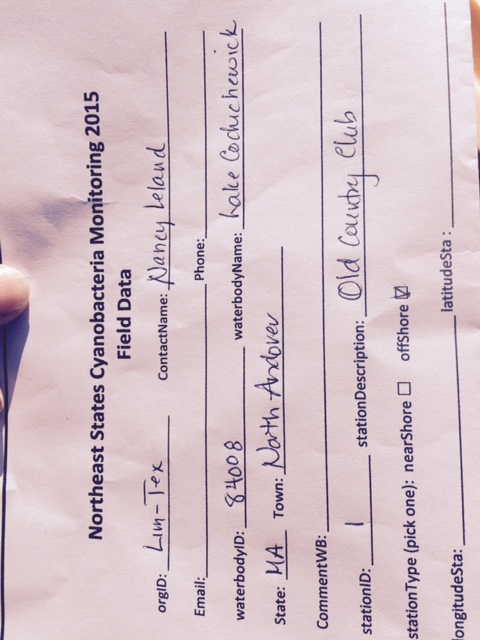 Northeast States Cyanobacteria Monitoring 2015
Field Data
orgID: Lim-Tex ContactName: Nancy Leland
Email: Phone:
waterbodyID: 84008 waterbodyName: Lake Cochichewick
State: MA Town: North Andover
CommentWB:
stationID: 1 stationDescription: Old Country Club
stationType (pick one): nearShore ☐ offShore ☑
longitudeSta: latitudeSta: